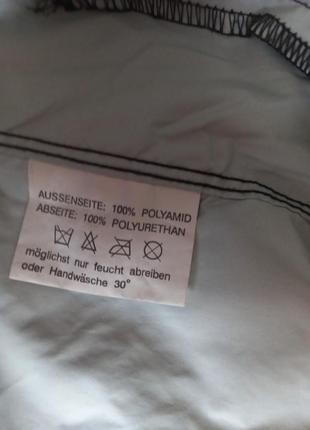 AUSSENSEITE: 100% POLYAMID
ABSEITE: 100% POLYURETHAN
möglichst nur feucht abreiben
oder Handwäsche 30°